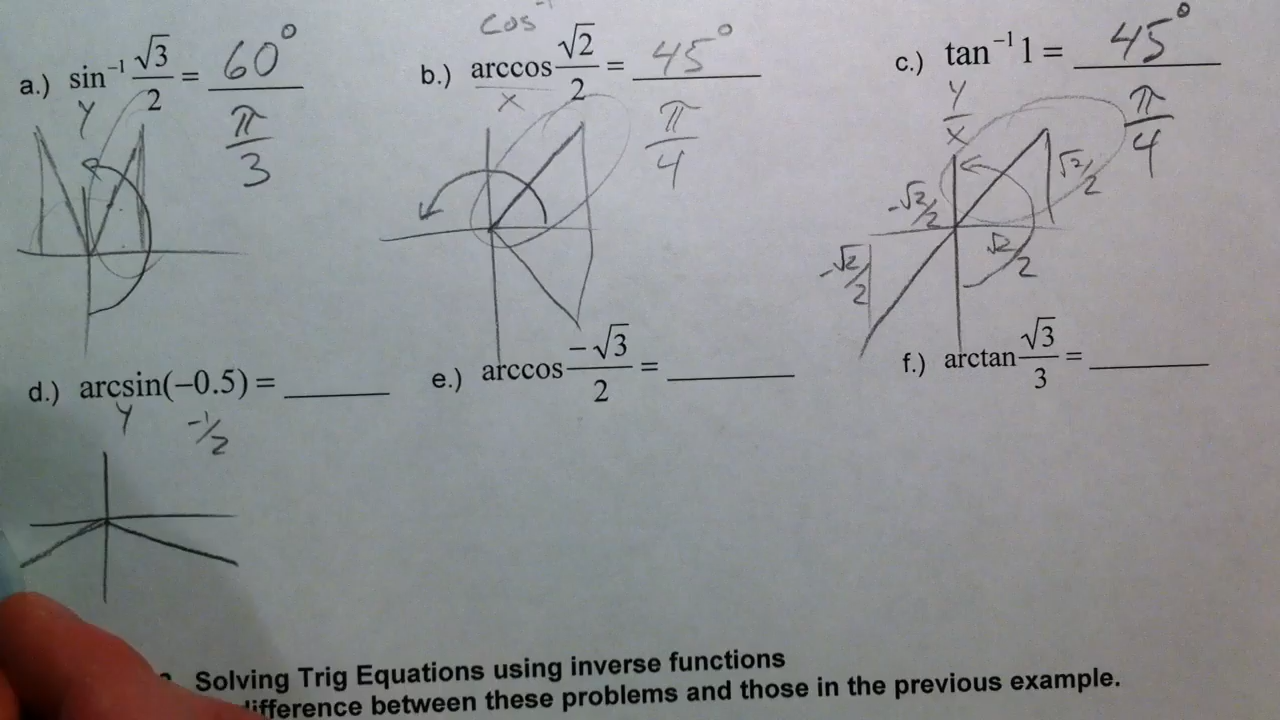 cos⁻¹
a.) sin⁻¹ √3/2 = 60°
π/3
y
b.) arccos √2/2 = 45°
π/4
x
c.) tan⁻¹ 1 = 45°
π/4
y/x
√2/2
-√2/2
√2/2
-√2/2
d.) arcsin(−0.5) = ______
y -1/2
e.) arccos −√3/2 = ______
f.) arctan √3/3 = ______
Solving Trig Equations using inverse functions
difference between these problems and those in the previous example.